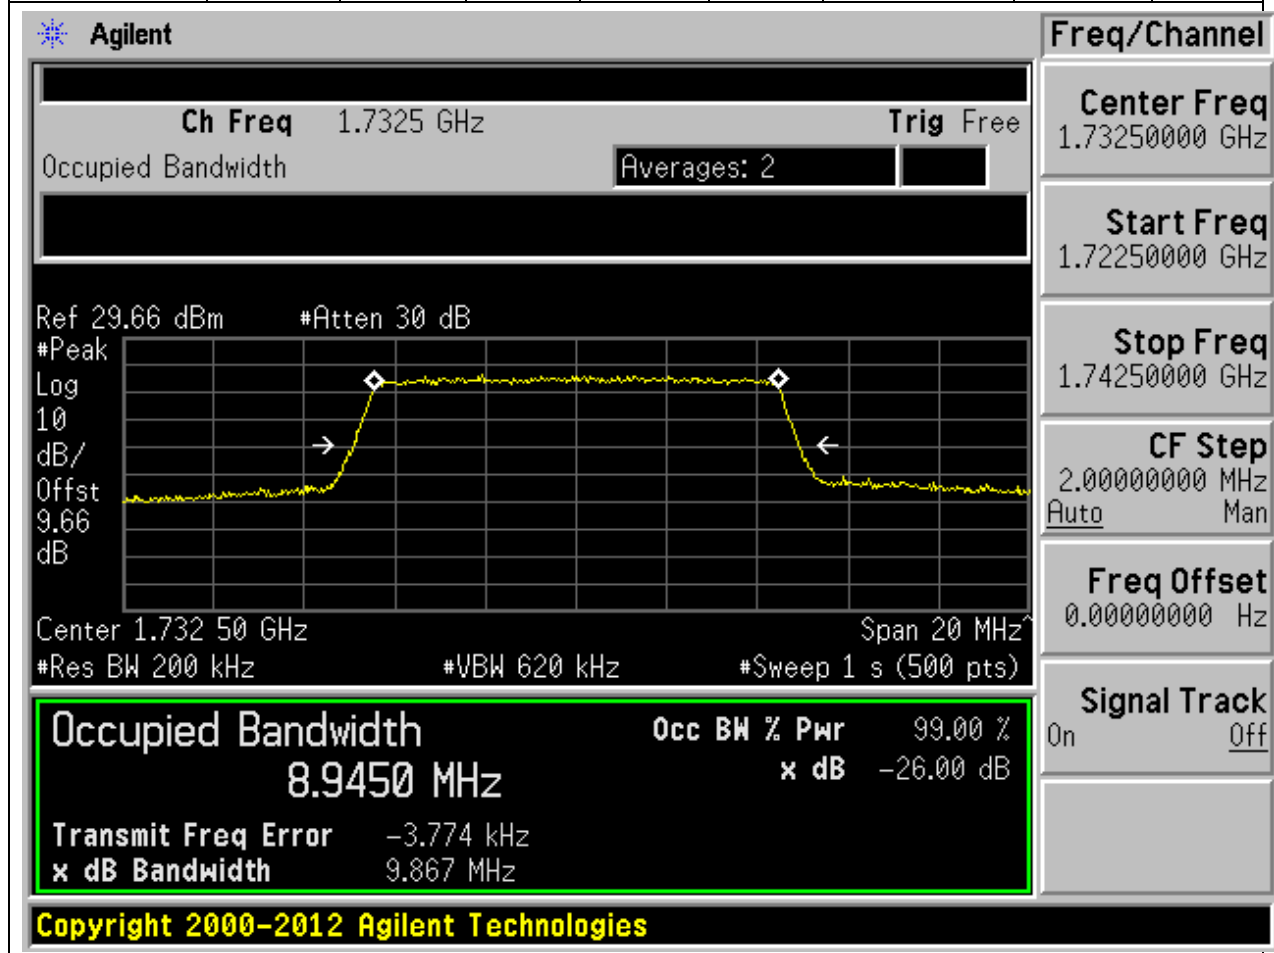 Agilent
Freq/Channel
Ch Freq 1.7325 GHz Trig Free
Occupied Bandwidth Averages: 2
Center Freq
1.73250000 GHz
Start Freq
1.72250000 GHz
Stop Freq
1.74250000 GHz
CF Step
2.00000000 MHz
Auto Man
Freq Offset
0.00000000 Hz
Signal Track
On Off
Ref 29.66 dBm #Atten 30 dB
#Peak
Log
10
dB/
Offst
9.66
dB
Center 1.732 50 GHz Span 20 MHz^
#Res BW 200 kHz #VBW 620 kHz #Sweep 1 s (500 pts)
Occupied Bandwidth Occ BW % Pwr 99.00 %
8.9450 MHz x dB -26.00 dB
Transmit Freq Error -3.774 kHz
x dB Bandwidth 9.867 MHz
Copyright 2000-2012 Agilent Technologies